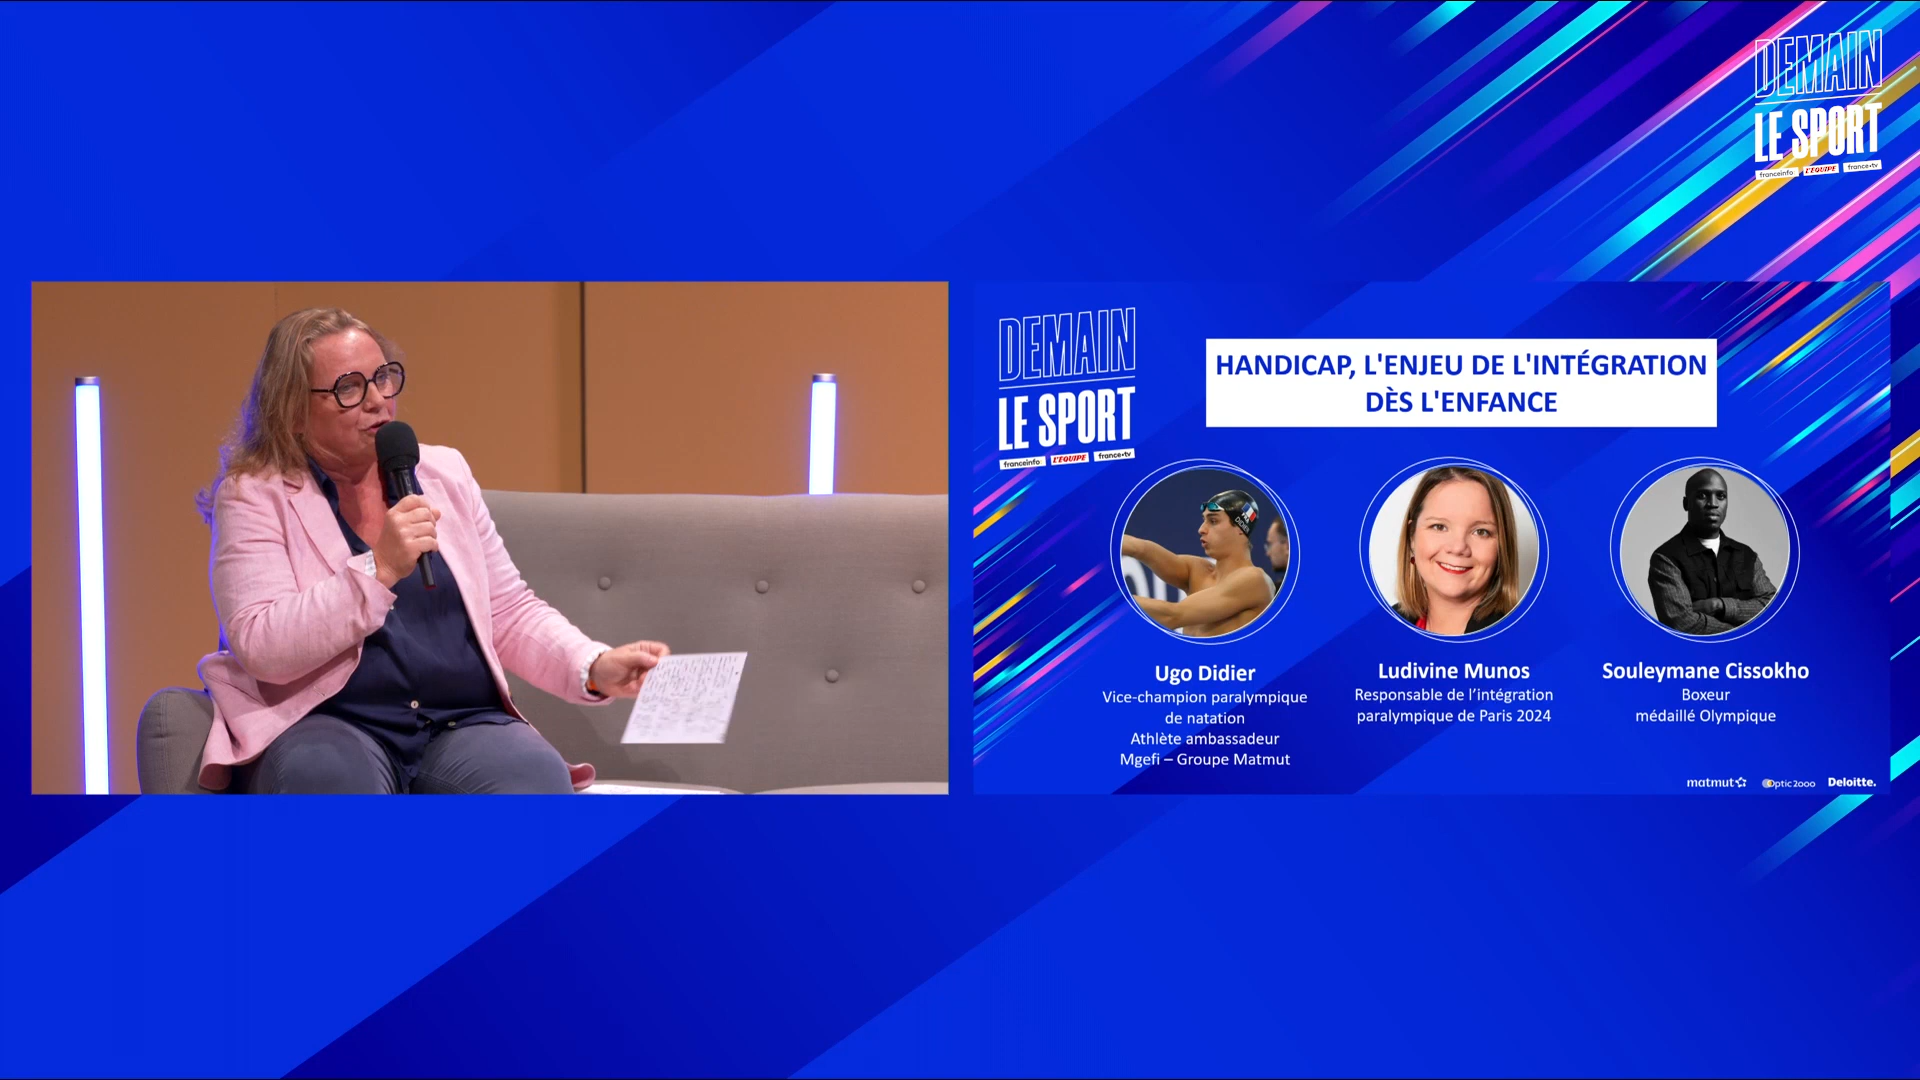 DEMAIN
LE SPORT
franceinfo L'ÉQUIPE france•tv
DEMAIN
LE SPORT
franceinfo L'ÉQUIPE france•tv
HANDICAP, L'ENJEU DE L'INTÉGRATION
DÈS L'ENFANCE
DIDIER
Ugo Didier
Vice-champion paralympique
de natation
Athlète ambassadeur
Mgefi – Groupe Matmut
Ludivine Munos
Responsable de l’intégration
paralympique de Paris 2024
Souleymane Cissokho
Boxeur
médaillé Olympique
matmut Optic 2000 Deloitte.